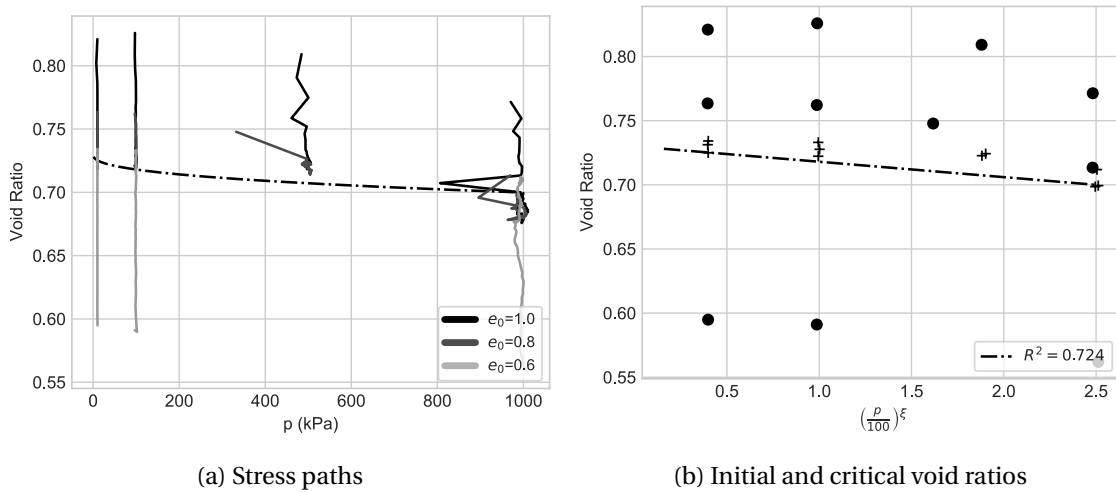 0.80
0.75
0.70
0.65
0.60
0.55
Void Ratio
0
200
400
600
800
1000
p (kPa)
e₀=1.0
e₀=0.8
e₀=0.6
(a) Stress paths
0.80
0.75
0.70
0.65
0.60
0.55
Void Ratio
0.5
1.0
1.5
2.0
2.5
(p/100)^ξ
R² = 0.724
(b) Initial and critical void ratios